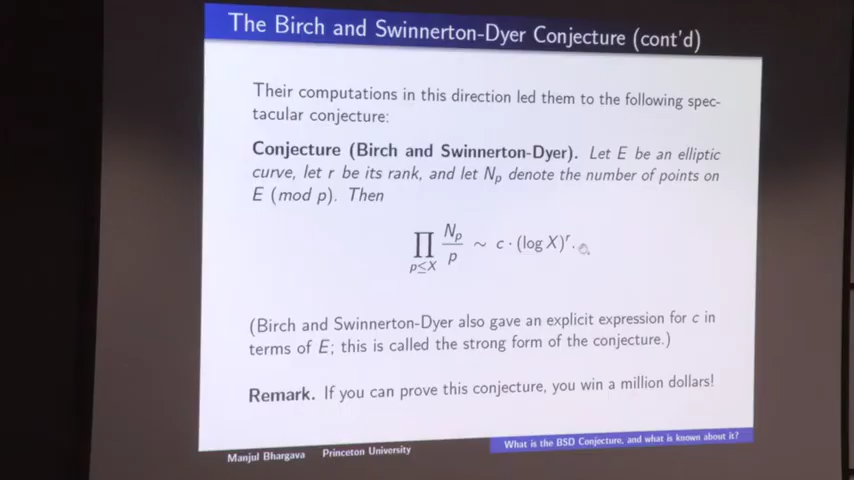 The Birch and Swinnerton-Dyer Conjecture (cont'd)
Their computations in this direction led them to the following spec-
tacular conjecture:
Conjecture (Birch and Swinnerton-Dyer). Let E be an elliptic
curve, let r be its rank, and let N_p denote the number of points on
E (mod p). Then
∏_{p≤X} N_p/p ~ c · (log X)^r.
(Birch and Swinnerton-Dyer also gave an explicit expression for c in
terms of E; this is called the strong form of the conjecture.)
Remark. If you can prove this conjecture, you win a million dollars!
Manjul Bhargava Princeton University
What is the BSD Conjecture, and what is known about it?